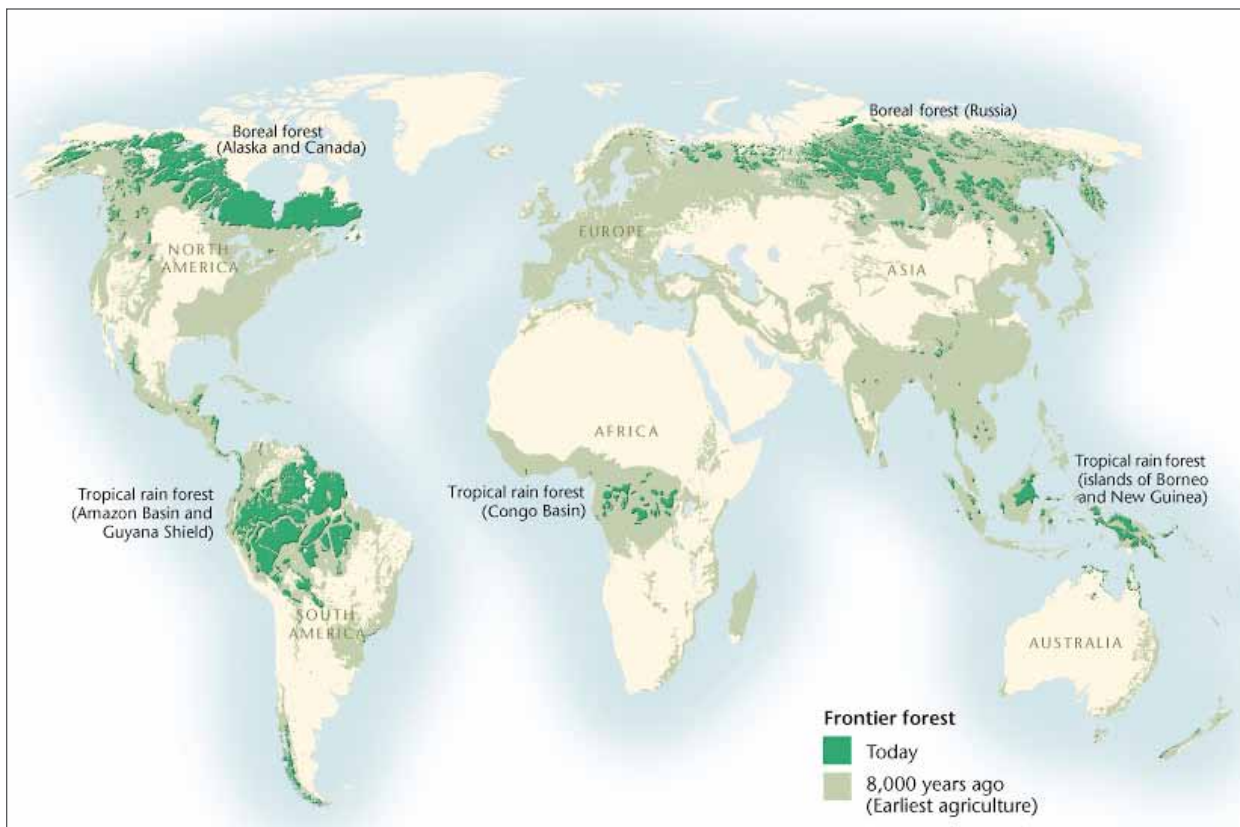 Boreal forest
(Alaska and Canada)
Boreal forest (Russia)
NORTH
AMERICA
EUROPE
ASIA
AFRICA
Tropical rain forest
(Amazon Basin and
Guyana Shield)
Tropical rain forest
(Congo Basin)
Tropical rain forest
(islands of Borneo
and New Guinea)
SOUTH
AMERICA
AUSTRALIA
Frontier forest
Today
8,000 years ago
(Earliest agriculture)